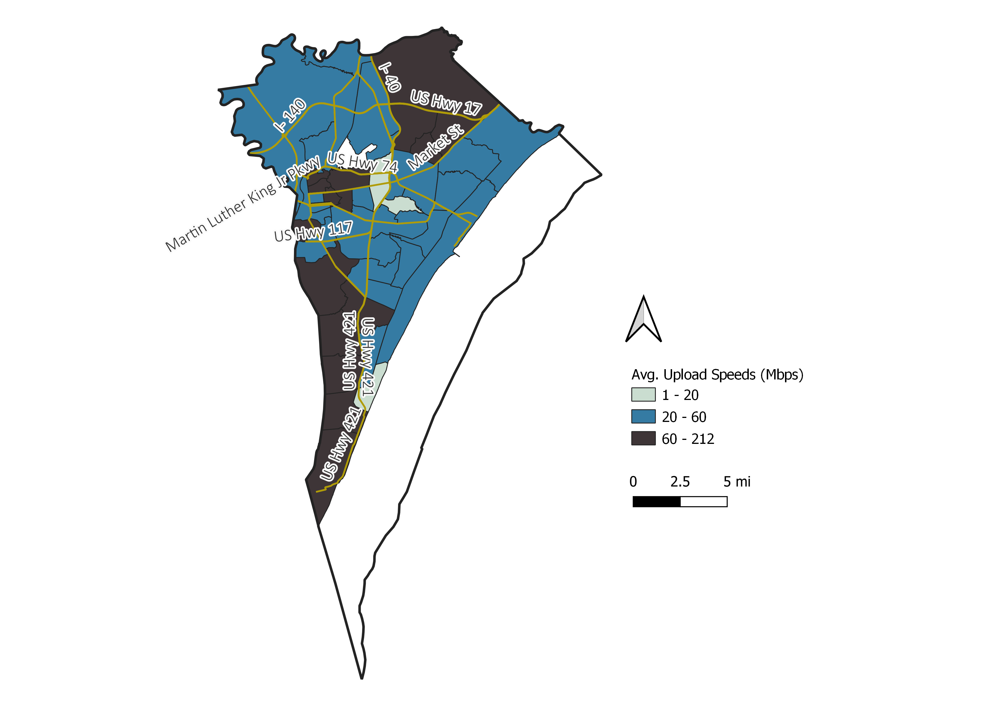 I- 40
US Hwy 17
I- 140
Market St
US Hwy 74
Martin Luther King Jr Pkwy
US Hwy 117
US Hwy 421
US Hwy 421
US Hwy 421
Avg. Upload Speeds (Mbps)
1 - 20
20 - 60
60 - 212
0 2.5 5 mi